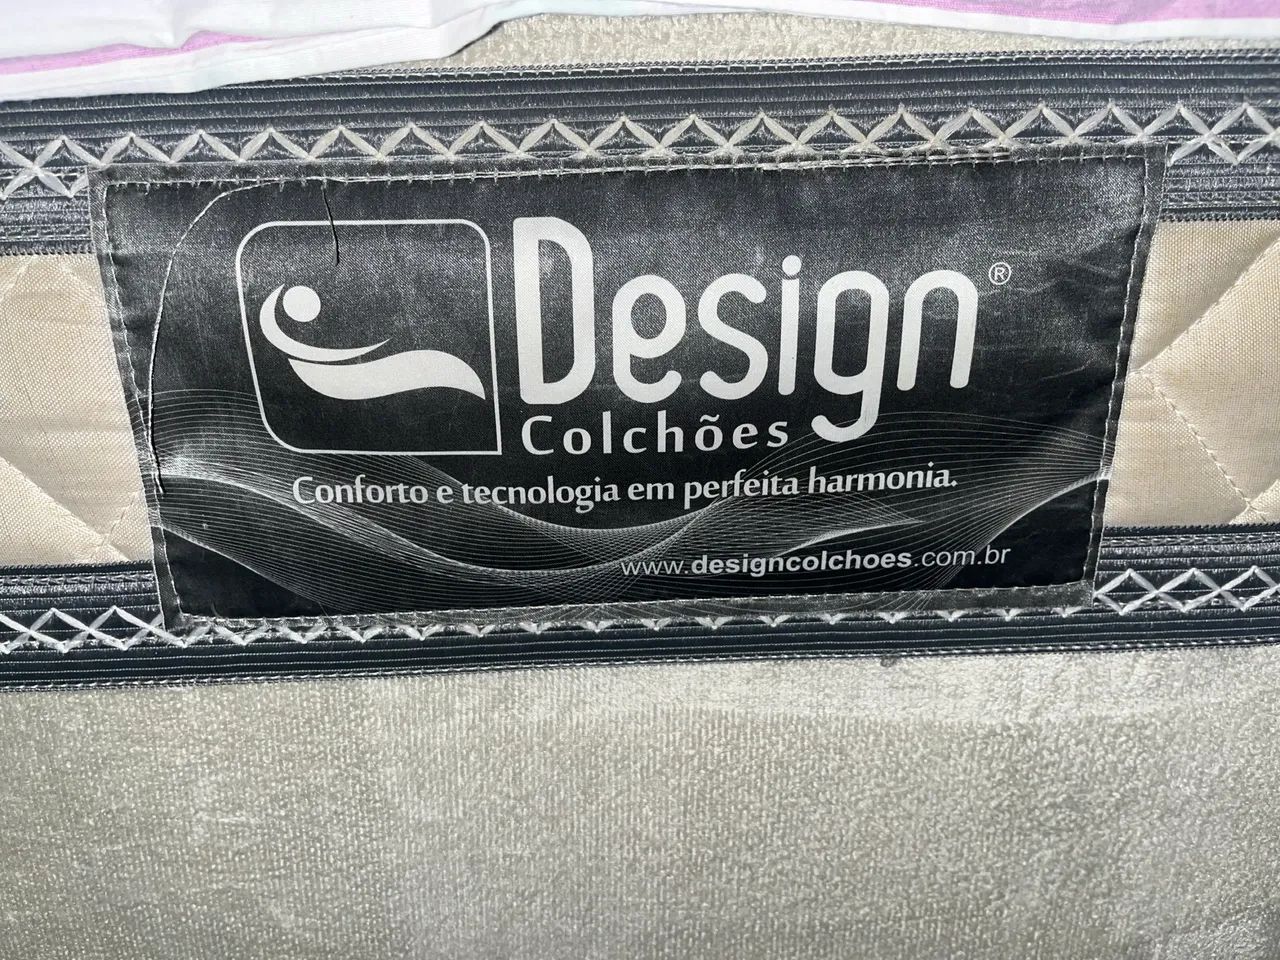 Design®
Colchões
Conforto e tecnologia em perfeita harmonia.
www.designcolchoes.com.br